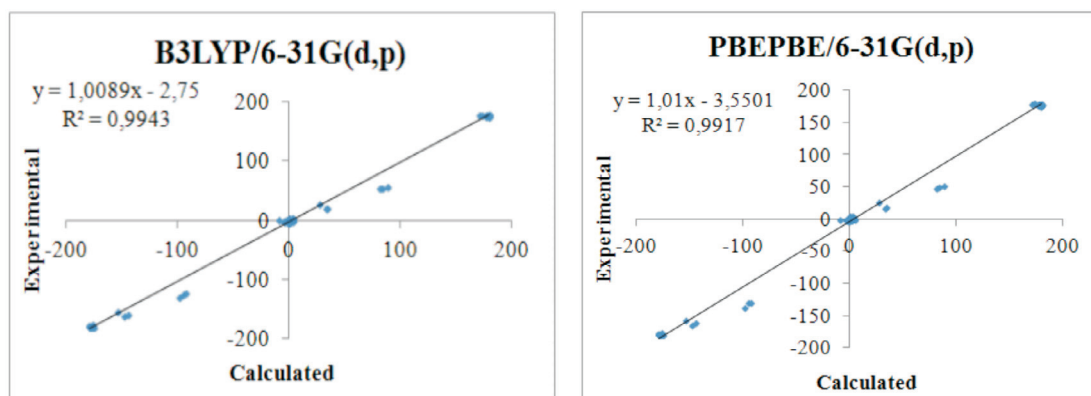 B3LYP/6-31G(d,p)
y = 1,0089x - 2,75
R² = 0,9943
200
100
0
-200
-100
0
100
200
-100
-200
Experimental
Calculated
PBEPBE/6-31G(d,p)
y = 1,01x - 3,5501
R² = 0,9917
200
150
100
50
0
-200
-100
0
100
200
-50
-100
-150
-200
Experimental
Calculated